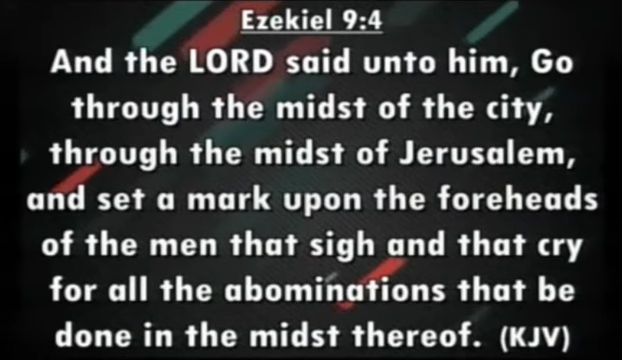 Ezekiel 9:4
And the LORD said unto him, Go
through the midst of the city,
through the midst of Jerusalem,
and set a mark upon the foreheads
of the men that sigh and that cry
for all the abominations that be
done in the midst thereof. (KJV)